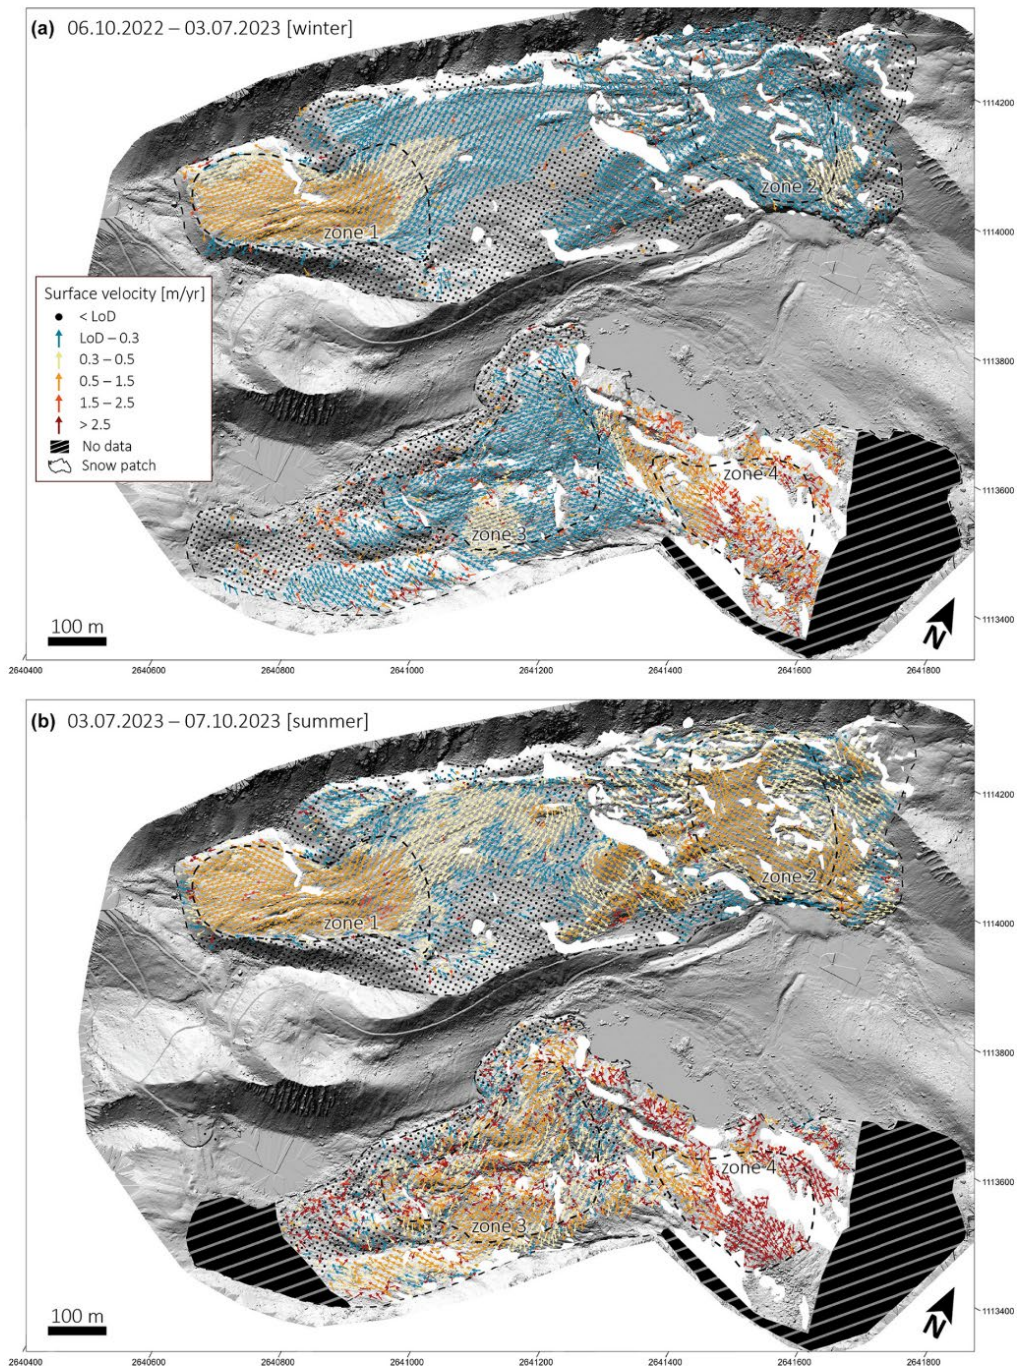 (a) 06.10.2022 – 03.07.2023 [winter]
1114200
zone 2
zone 1
1114000
Surface velocity [m/yr]
< LoD
LoD – 0.3
0.3 – 0.5
0.5 – 1.5
1.5 – 2.5
> 2.5
No data
Snow patch
1113800
zone 4
1113600
zone 3
100 m
N
1113400
2640400 2640600 2640800 2641000 2641200 2641400 2641600 2641800
(b) 03.07.2023 – 07.10.2023 [summer]
1114200
zone 2
zone 1
1114000
1113800
zone 4
1113600
zone 3
100 m
N
1113400
2640400 2640600 2640800 2641000 2641200 2641400 2641600 2641800